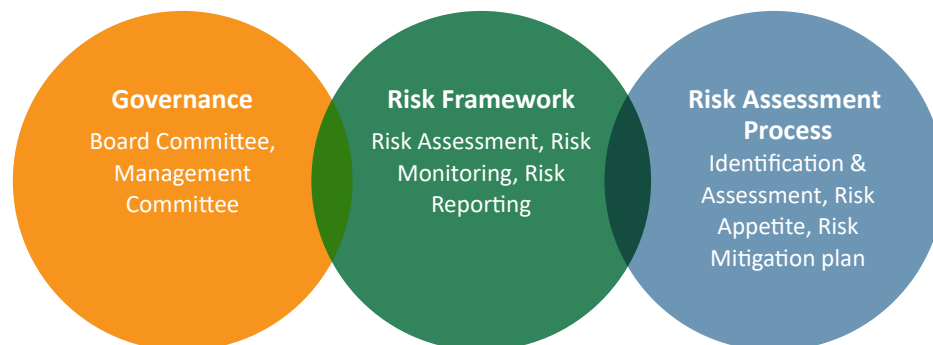 Governance
Board Committee,
Management
Committee
Risk Framework
Risk Assessment, Risk
Monitoring, Risk
Reporting
Risk Assessment
Process
Identification &
Assessment, Risk
Appetite, Risk
Mitigation plan